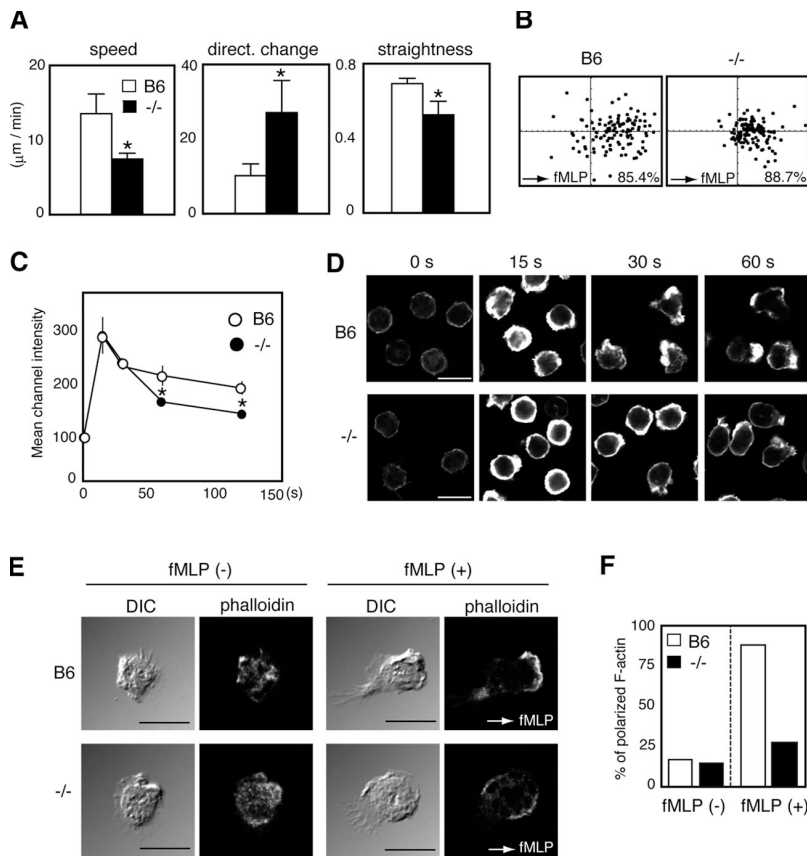 A
speed
direct. change
straightness
(μm / min)
20
10
0
B6
-/-
*
40
20
0
*
0.8
0.4
0
*
B
B6
-/-
fMLP
85.4%
fMLP
88.7%
C
Mean channel intensity
300
200
100
0
0
50
100
150
(s)
B6
-/-
*
*
D
0 s
15 s
30 s
60 s
B6
-/-
E
fMLP (-)
fMLP (+)
DIC
phalloidin
DIC
phalloidin
B6
fMLP
-/-
fMLP
F
% of polarized F-actin
100
75
50
25
0
B6
-/-
fMLP (-)
fMLP (+)